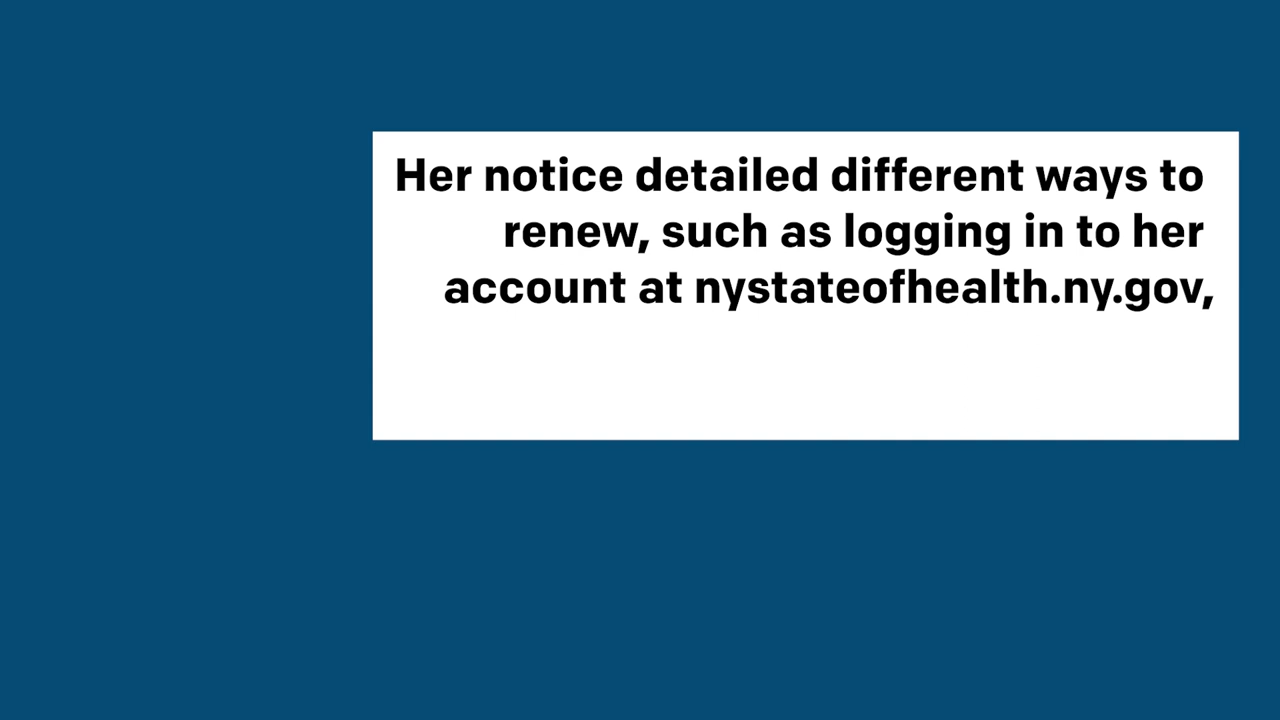 Her notice detailed different ways to
renew, such as logging in to her
account at nystateofhealth.ny.gov,